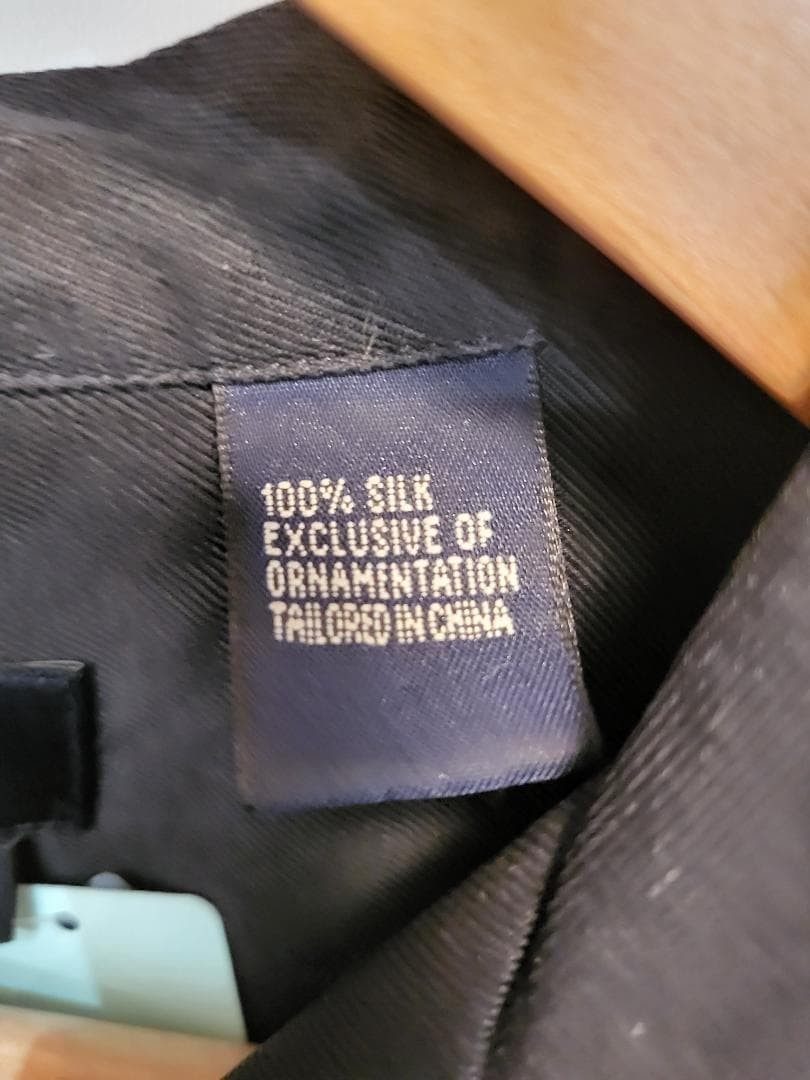 100% SILK
EXCLUSIVE OF
ORNAMENTATION
TAILORED IN CHINA